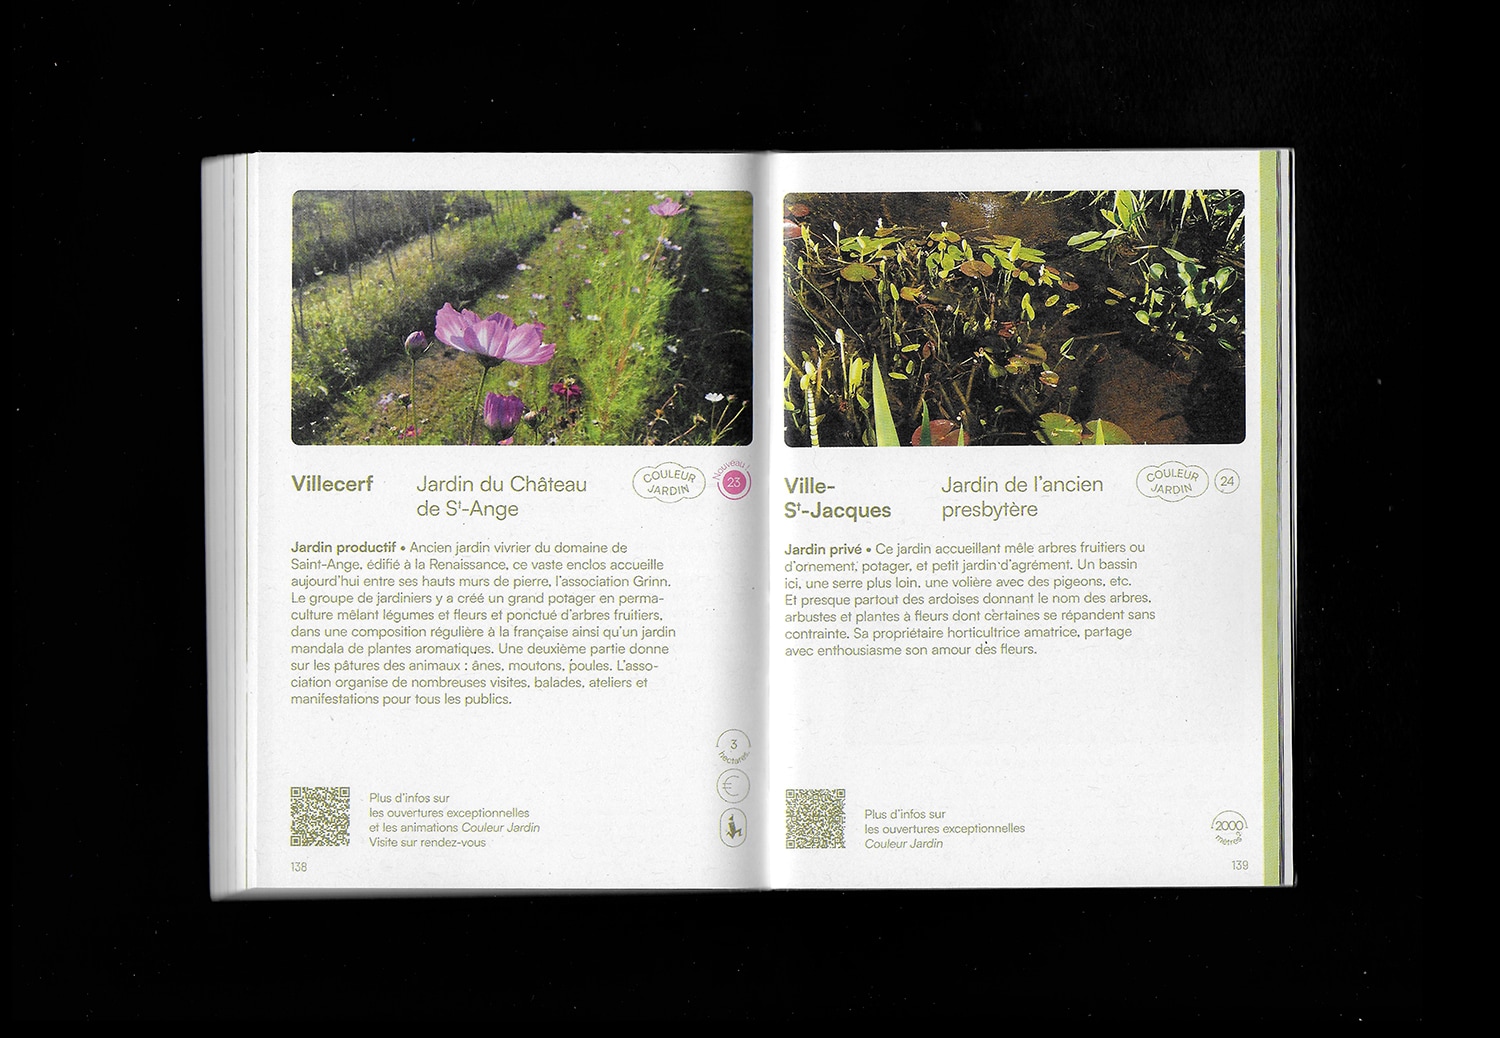 Villecerf
Jardin du Château
de Sᵗ-Ange
COULEUR
JARDIN
Nouveau !
23
Jardin productif • Ancien jardin vivrier du domaine de
Saint-Ange, édifié à la Renaissance, ce vaste enclos accueille
aujourd'hui entre ses hauts murs de pierre, l'association Grinn.
Le groupe de jardiniers y a créé un grand potager en perma-
culture mêlant légumes et fleurs et ponctué d'arbres fruitiers,
dans une composition régulière à la française ainsi qu'un jardin
mandala de plantes aromatiques. Une deuxième partie donne
sur les pâtures des animaux : ânes, moutons, poules. L'asso-
ciation organise de nombreuses visites, balades, ateliers et
manifestations pour tous les publics.
3
hectares
€
Plus d'infos sur
les ouvertures exceptionnelles
et les animations Couleur Jardin
Visite sur rendez-vous
138
Ville-
Sᵗ-Jacques
Jardin de l'ancien
presbytère
COULEUR
JARDIN
24
Jardin privé • Ce jardin accueillant mêle arbres fruitiers ou
d'ornement, potager, et petit jardin d'agrément. Un bassin
ici, une serre plus loin, une volière avec des pigeons, etc.
Et presque partout des ardoises donnant le nom des arbres,
arbustes et plantes à fleurs dont certaines se répandent sans
contrainte. Sa propriétaire horticultrice amatrice, partage
avec enthousiasme son amour des fleurs.
Plus d'infos sur
les ouvertures exceptionnelles
Couleur Jardin
2000
mètres²
139